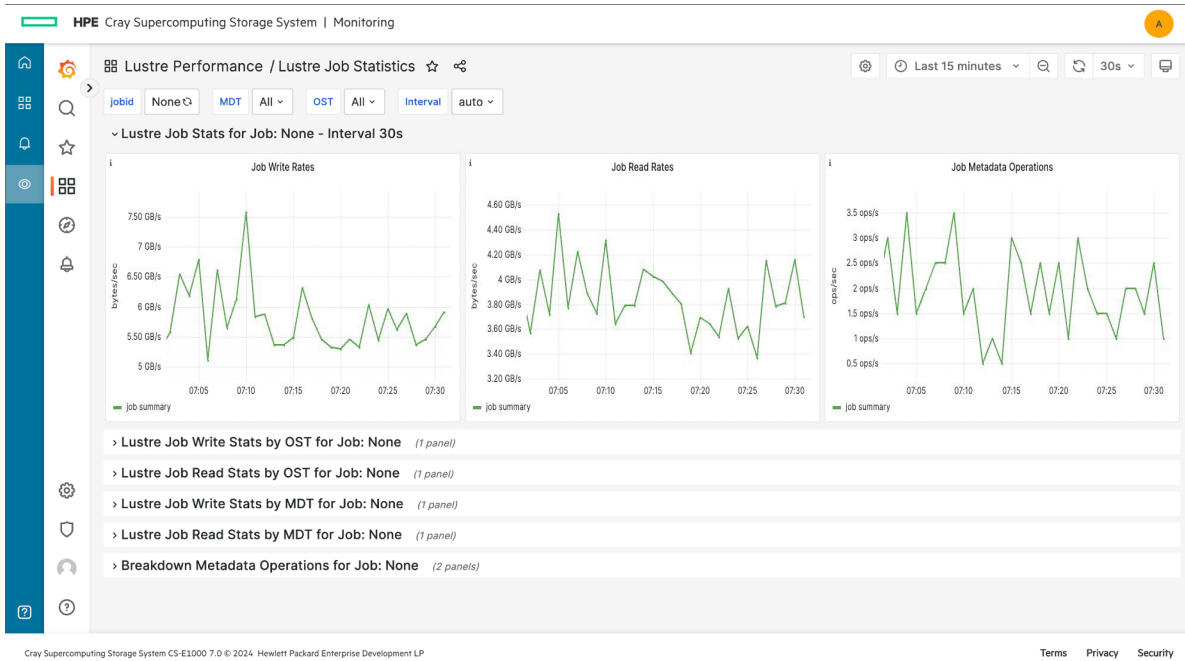 HPE Cray Supercomputing Storage System | Monitoring
A
Lustre Performance / Lustre Job Statistics
Last 15 minutes
30s
jobid None MDT All OST All Interval auto
Lustre Job Stats for Job: None - Interval 30s
i
Job Write Rates
bytes/sec
7.50 GB/s
7 GB/s
6.50 GB/s
6 GB/s
5.50 GB/s
5 GB/s
07:05 07:10 07:15 07:20 07:25 07:30
job summary
i
Job Read Rates
bytes/sec
4.60 GB/s
4.40 GB/s
4.20 GB/s
4 GB/s
3.80 GB/s
3.60 GB/s
3.40 GB/s
3.20 GB/s
07:05 07:10 07:15 07:20 07:25 07:30
job summary
i
Job Metadata Operations
ops/sec
3.5 ops/s
3 ops/s
2.5 ops/s
2 ops/s
1.5 ops/s
1 ops/s
0.5 ops/s
07:05 07:10 07:15 07:20 07:25 07:30
job summary
Lustre Job Write Stats by OST for Job: None (1 panel)
Lustre Job Read Stats by OST for Job: None (1 panel)
Lustre Job Write Stats by MDT for Job: None (1 panel)
Lustre Job Read Stats by MDT for Job: None (1 panel)
Breakdown Metadata Operations for Job: None (2 panels)
Cray Supercomputing Storage System CS-E1000 7.0 © 2024 Hewlett Packard Enterprise Development LP
Terms Privacy Security